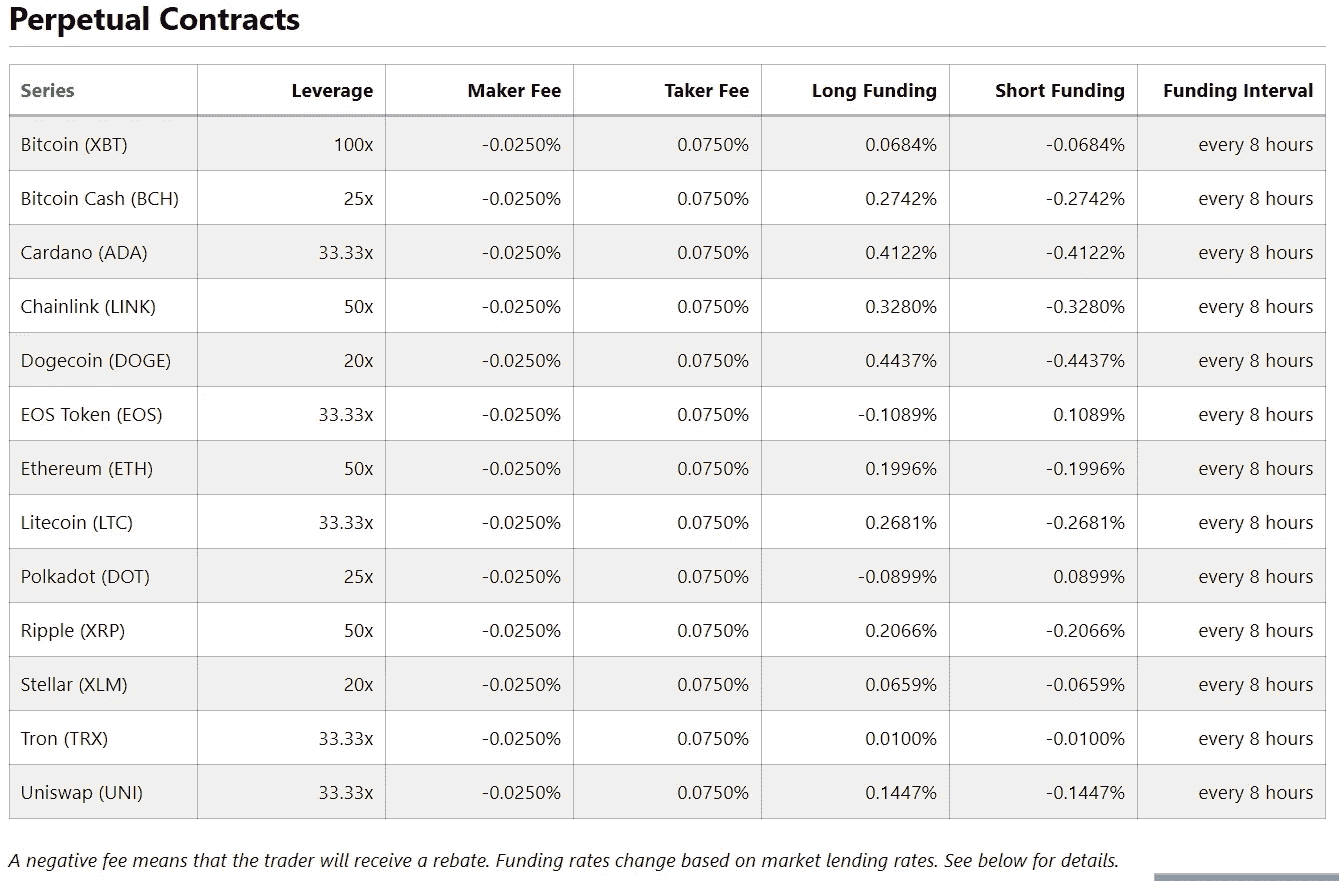 Perpetual Contracts
Series Leverage Maker Fee Taker Fee Long Funding Short Funding Funding Interval
Bitcoin (XBT) 100x -0.0250% 0.0750% 0.0684% -0.0684% every 8 hours
Bitcoin Cash (BCH) 25x -0.0250% 0.0750% 0.2742% -0.2742% every 8 hours
Cardano (ADA) 33.33x -0.0250% 0.0750% 0.4122% -0.4122% every 8 hours
Chainlink (LINK) 50x -0.0250% 0.0750% 0.3280% -0.3280% every 8 hours
Dogecoin (DOGE) 20x -0.0250% 0.0750% 0.4437% -0.4437% every 8 hours
EOS Token (EOS) 33.33x -0.0250% 0.0750% -0.1089% 0.1089% every 8 hours
Ethereum (ETH) 50x -0.0250% 0.0750% 0.1996% -0.1996% every 8 hours
Litecoin (LTC) 33.33x -0.0250% 0.0750% 0.2681% -0.2681% every 8 hours
Polkadot (DOT) 25x -0.0250% 0.0750% -0.0899% 0.0899% every 8 hours
Ripple (XRP) 50x -0.0250% 0.0750% 0.2066% -0.2066% every 8 hours
Stellar (XLM) 20x -0.0250% 0.0750% 0.0659% -0.0659% every 8 hours
Tron (TRX) 33.33x -0.0250% 0.0750% 0.0100% -0.0100% every 8 hours
Uniswap (UNI) 33.33x -0.0250% 0.0750% 0.1447% -0.1447% every 8 hours
A negative fee means that the trader will receive a rebate. Funding rates change based on market lending rates. See below for details.